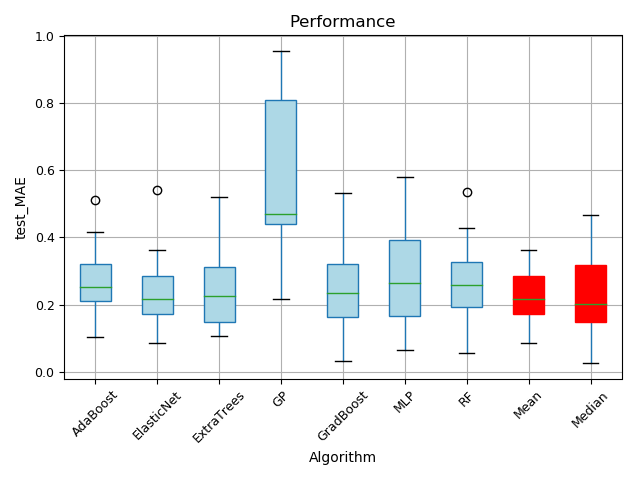 Performance
test_MAE
1.0
0.8
0.6
0.4
0.2
0.0
AdaBoost
ElasticNet
ExtraTrees
GP
GradBoost
MLP
RF
Mean
Median
Algorithm